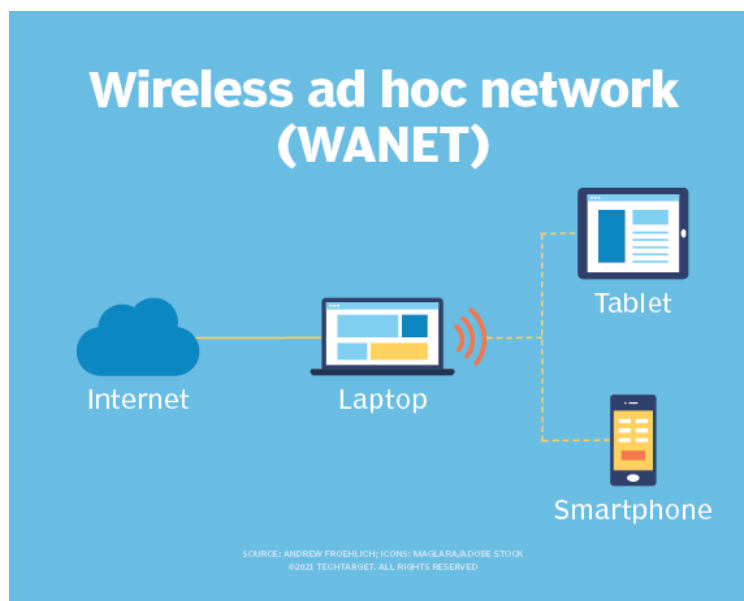 Wireless ad hoc network
(WANET)
Tablet
Internet
Laptop
Smartphone
SOURCE: ANDREW FROEHLICH; ICONS: MAGLARA/ADOBE STOCK
©2021 TECHTARGET. ALL RIGHTS RESERVED